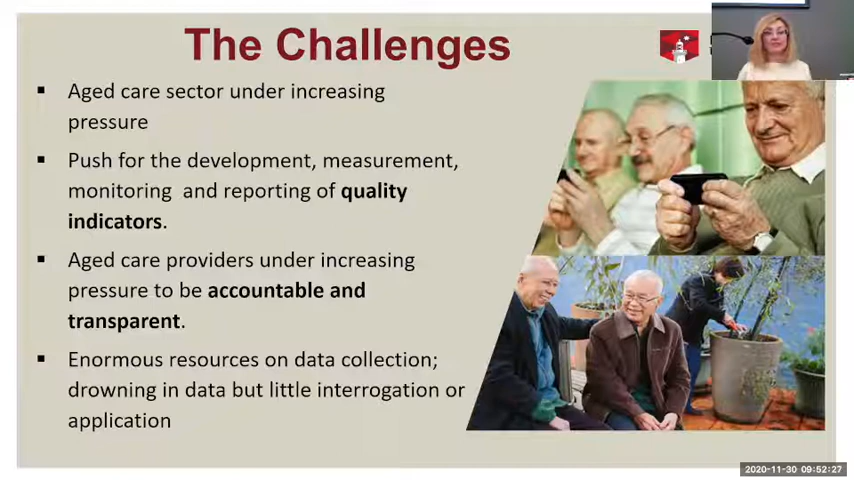 The Challenges
▪ Aged care sector under increasing
pressure
▪ Push for the development, measurement,
monitoring and reporting of quality
indicators.
▪ Aged care providers under increasing
pressure to be accountable and
transparent.
▪ Enormous resources on data collection;
drowning in data but little interrogation or
application
2020-11-30 09:52:27